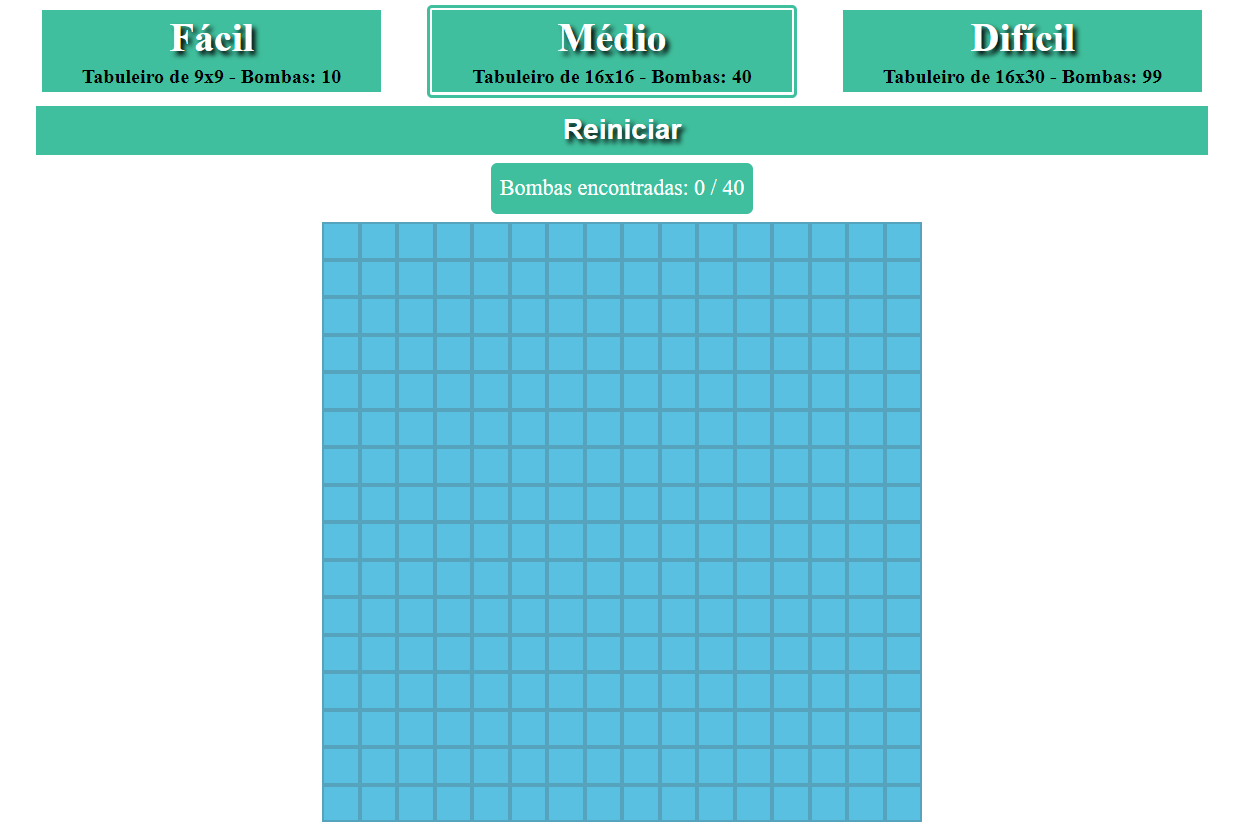 Fácil
Tabuleiro de 9x9 - Bombas: 10
Médio
Tabuleiro de 16x16 - Bombas: 40
Difícil
Tabuleiro de 16x30 - Bombas: 99
Reiniciar
Bombas encontradas: 0 / 40